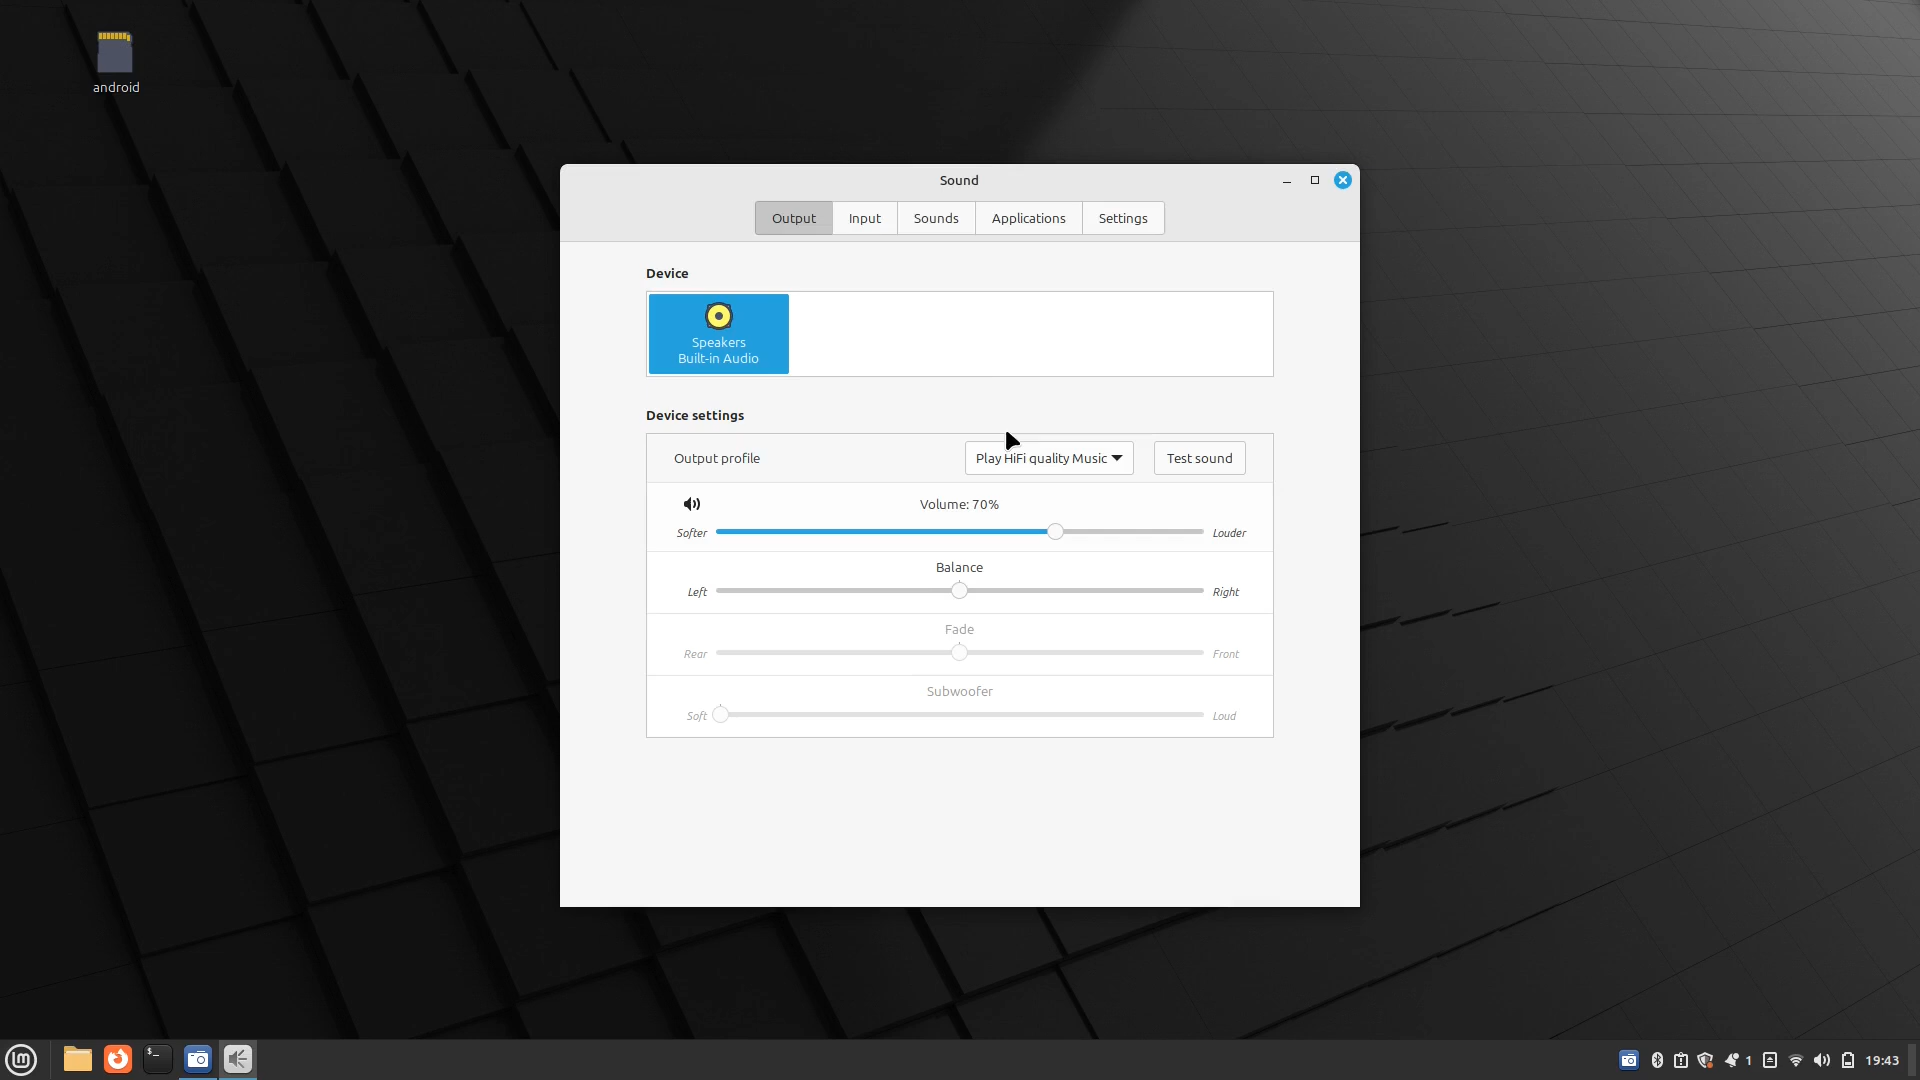 android
Sound
Output
Input
Sounds
Applications
Settings
Device
Speakers
Built-in Audio
Device settings
Output profile
Play HiFi quality Music
Test sound
Volume: 70%
Softer
Louder
Balance
Left
Right
Fade
Rear
Front
Subwoofer
Soft
Loud
$_
lm
1
19:43